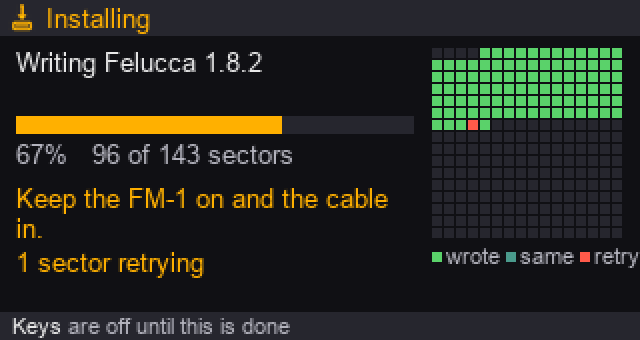 Installing
Writing Felucca 1.8.2
67% 96 of 143 sectors
Keep the FM-1 on and the cable
in.
1 sector retrying
wrote same retry
Keys are off until this is done